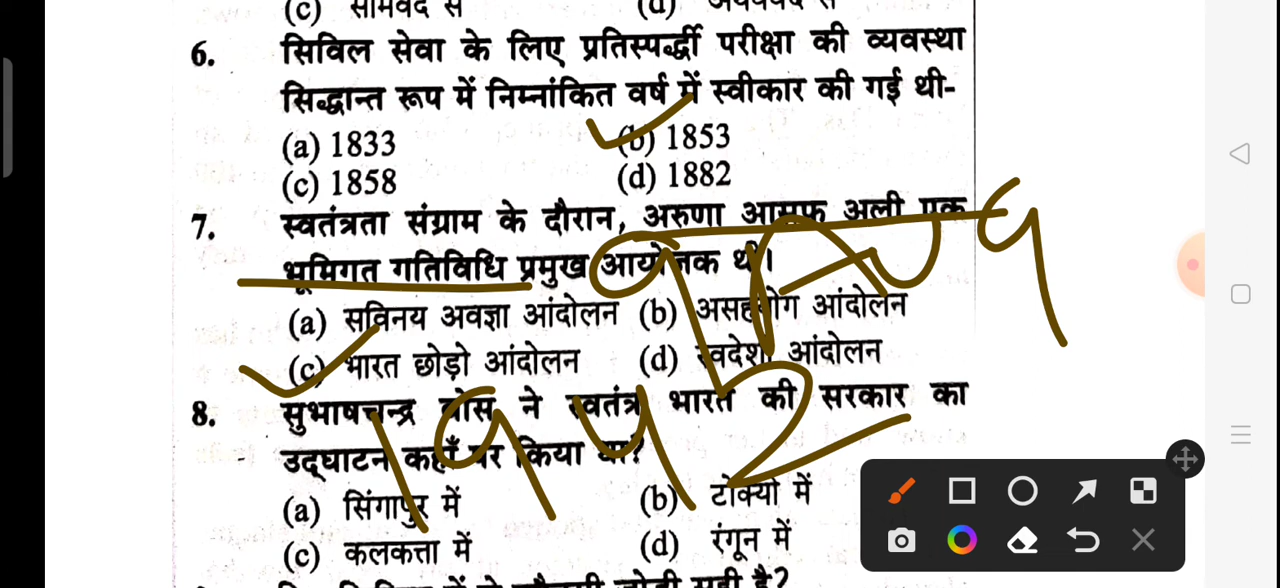 (c) सामवेद से
6. सिविल सेवा के लिए प्रतिस्पर्द्धी परीक्षा की व्यवस्था
सिद्धान्त रूप में निम्नांकित वर्ष में स्वीकार की गई थी-
(a) 1833 (b) 1853
(c) 1858 (d) 1882
7. स्वतंत्रता संग्राम के दौरान, अरुणा आसफ अली एक
भूमिगत गतिविधि प्रमुख आयोजक थी।
(a) सविनय अवज्ञा आंदोलन (b) असहयोग आंदोलन
(c) भारत छोड़ो आंदोलन (d) स्वदेशी आंदोलन
8. सुभाषचन्द्र बोस ने स्वतंत्र भारत की सरकार का
उद्घाटन कहाँ पर किया था?
(a) सिंगापुर में (b) टोक्यो में
(c) कलकत्ता में (d) रंगून में
1942